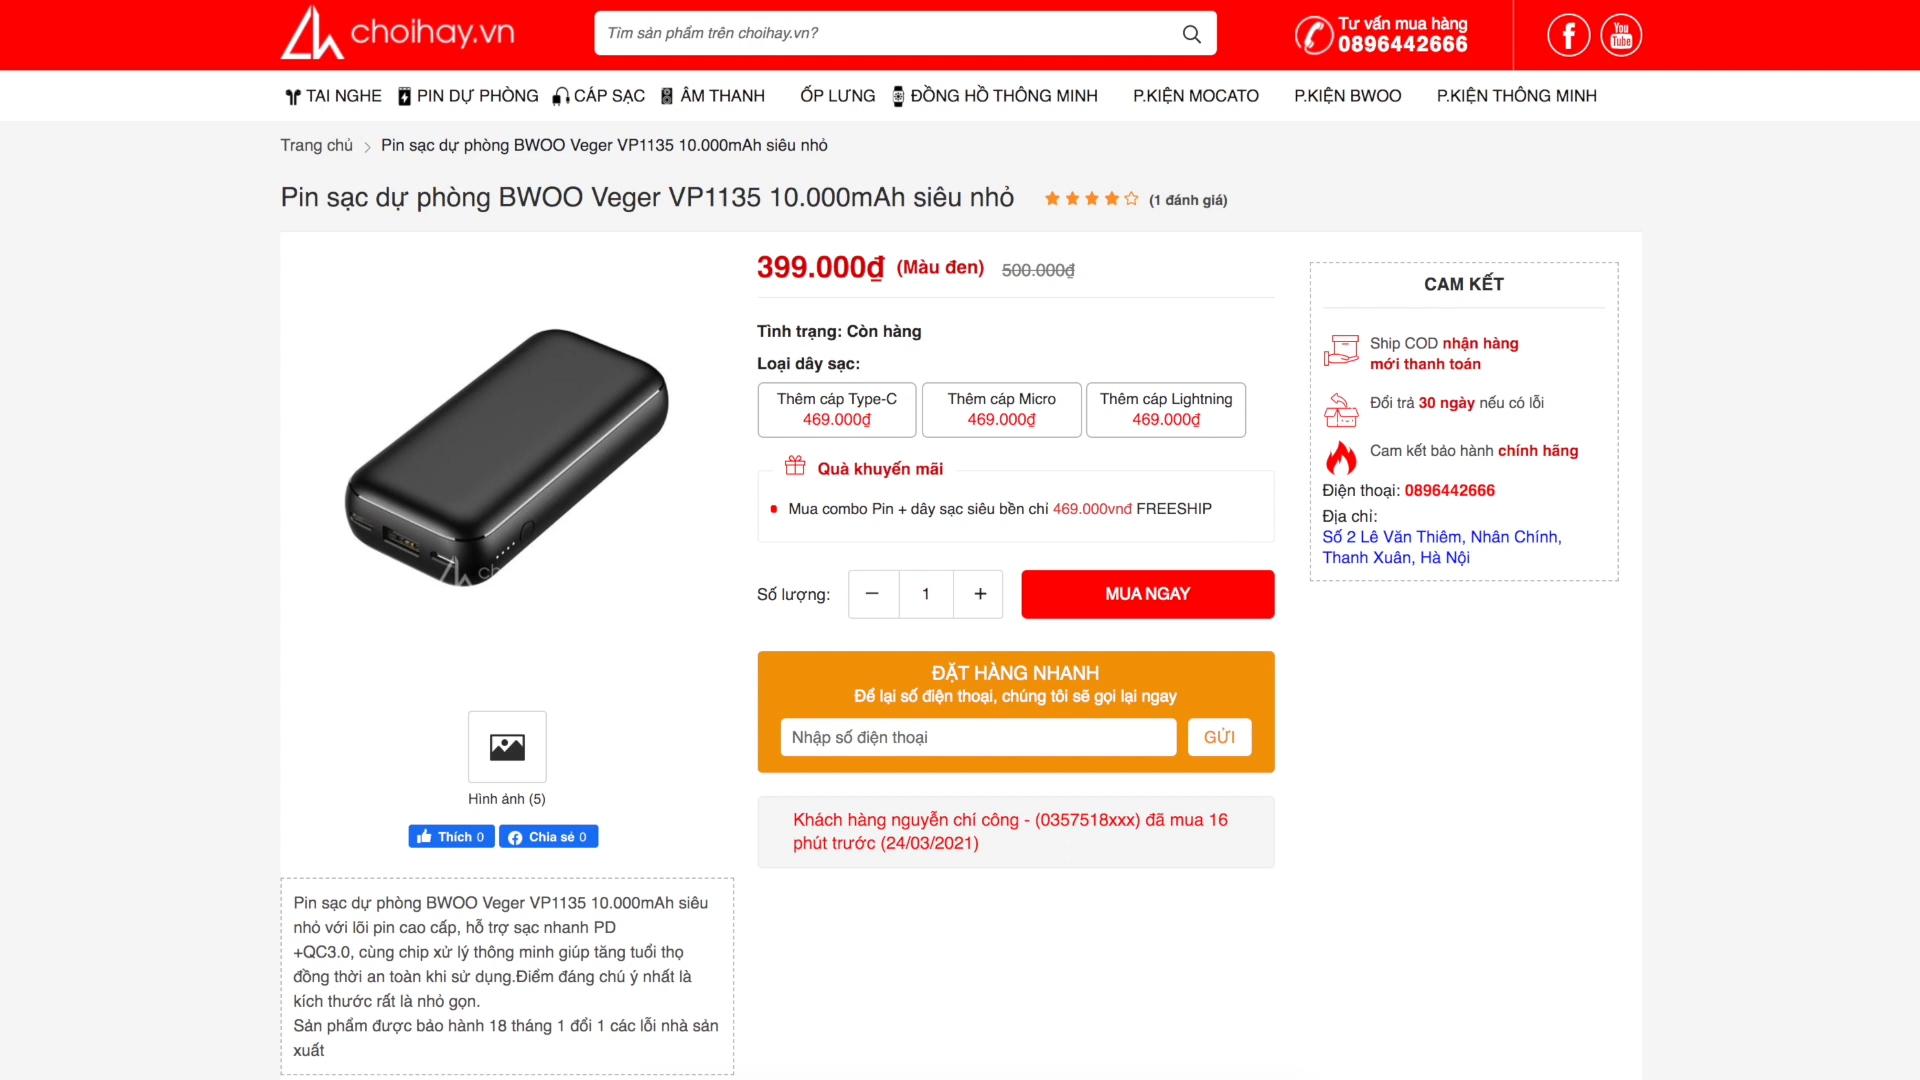 choihay.vn
Tìm sản phẩm trên choihay.vn?
Tư vấn mua hàng
0896442666
You
Tube
TAI NGHE
PIN DỰ PHÒNG
CÁP SẠC
ÂM THANH
ỐP LƯNG
ĐỒNG HỒ THÔNG MINH
P.KIỆN MOCATO
P.KIỆN BWOO
P.KIỆN THÔNG MINH
Trang chủ
Pin sạc dự phòng BWOO Veger VP1135 10.000mAh siêu nhỏ
Pin sạc dự phòng BWOO Veger VP1135 10.000mAh siêu nhỏ
(1 đánh giá)
399.000₫ (Màu đen) 500.000₫
Tình trạng: Còn hàng
Loại dây sạc:
Thêm cáp Type-C
469.000₫
Thêm cáp Micro
469.000₫
Thêm cáp Lightning
469.000₫
Quà khuyến mãi
Mua combo Pin + dây sạc siêu bền chỉ 469.000vnđ FREESHIP
Số lượng:
− 1 +
MUA NGAY
ĐẶT HÀNG NHANH
Để lại số điện thoại, chúng tôi sẽ gọi lại ngay
Nhập số điện thoại
GỬI
Khách hàng nguyễn chí công - (0357518xxx) đã mua 16
phút trước (24/03/2021)
CAM KẾT
Ship COD nhận hàng
mới thanh toán
Đổi trả 30 ngày nếu có lỗi
Cam kết bảo hành chính hãng
Điện thoại: 0896442666
Địa chỉ:
Số 2 Lê Văn Thiêm, Nhân Chính,
Thanh Xuân, Hà Nội
Hình ảnh (5)
Thích 0
Chia sẻ 0
Pin sạc dự phòng BWOO Veger VP1135 10.000mAh siêu
nhỏ với lõi pin cao cấp, hỗ trợ sạc nhanh PD
+QC3.0, cùng chip xử lý thông minh giúp tăng tuổi thọ
đồng thời an toàn khi sử dụng.Điểm đáng chú ý nhất là
kích thước rất là nhỏ gọn.
Sản phẩm được bảo hành 18 tháng 1 đổi 1 các lỗi nhà sản
xuất